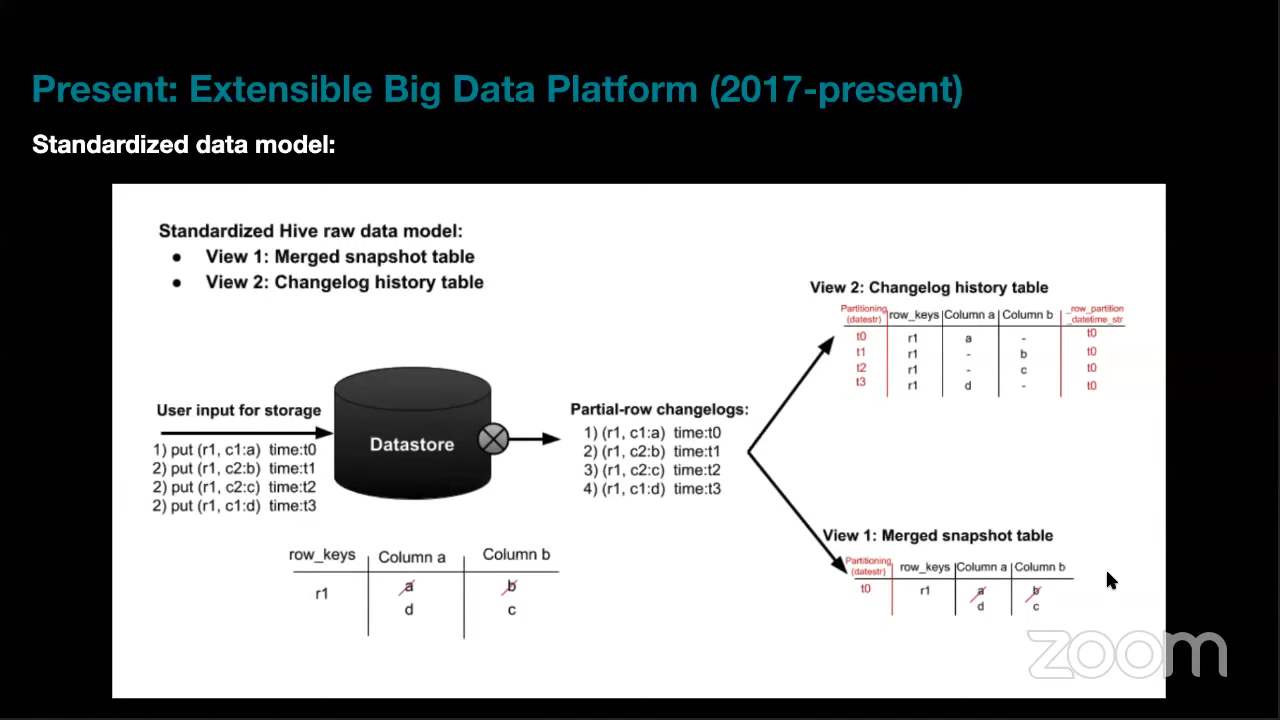 Present: Extensible Big Data Platform (2017-present)
Standardized data model:
Standardized Hive raw data model:
● View 1: Merged snapshot table
● View 2: Changelog history table
User input for storage
1) put (r1, c1:a) time:t0
2) put (r1, c2:b) time:t1
2) put (r1, c2:c) time:t2
2) put (r1, c1:d) time:t3
Datastore
row_keys Column a Column b
r1 a b
d c
Partial-row changelogs:
1) (r1, c1:a) time:t0
2) (r1, c2:b) time:t1
3) (r1, c2:c) time:t2
4) (r1, c1:d) time:t3
View 2: Changelog history table
Partitioning (datestr) row_keys Column a Column b _row_partition _datetime_str
t0 r1 a - t0
t1 r1 - b t0
t2 r1 - c t0
t3 r1 d - t0
View 1: Merged snapshot table
Partitioning (datestr) row_keys Column a Column b
t0 r1 a b
d c
zoom